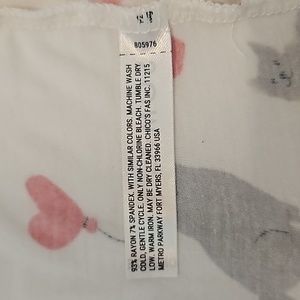 805976
93% RAYON 7% SPANDEX. MACHINE WASH
COLD, GENTLE CYCLE, WITH SIMILAR COLORS.
ONLY NON-CHLORINE BLEACH. TUMBLE DRY
LOW. WARM IRON. MAY BE DRY CLEANED. CHICO'S FAS INC. 11215
METRO PARKWAY FORT MYERS, FL 33966 USA